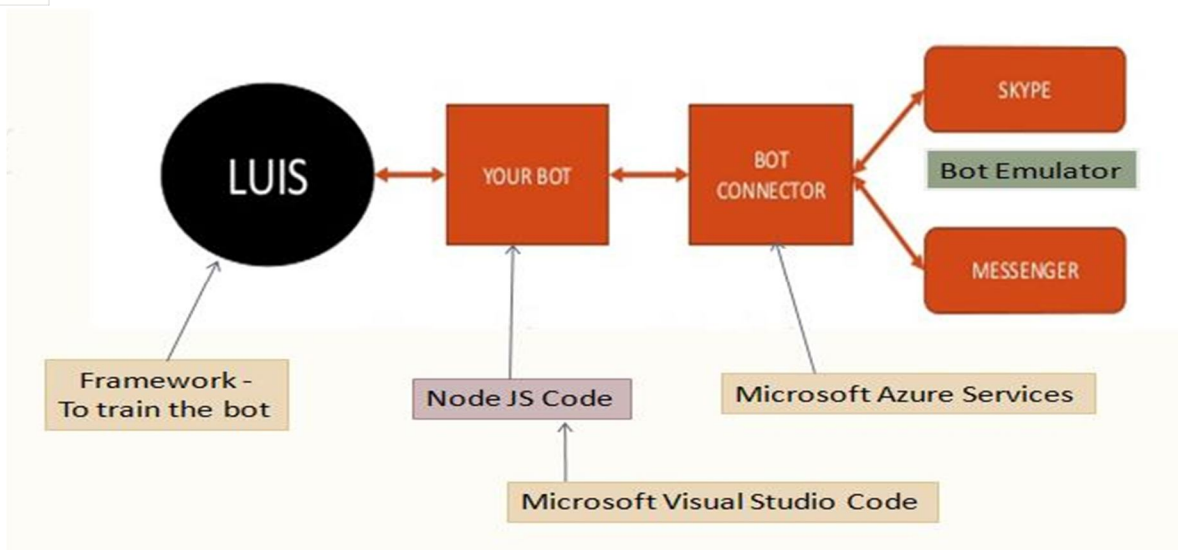 SKYPE
LUIS
YOUR BOT
BOT
CONNECTOR
Bot Emulator
MESSENGER
Framework -
To train the bot
Node JS Code
Microsoft Azure Services
Microsoft Visual Studio Code